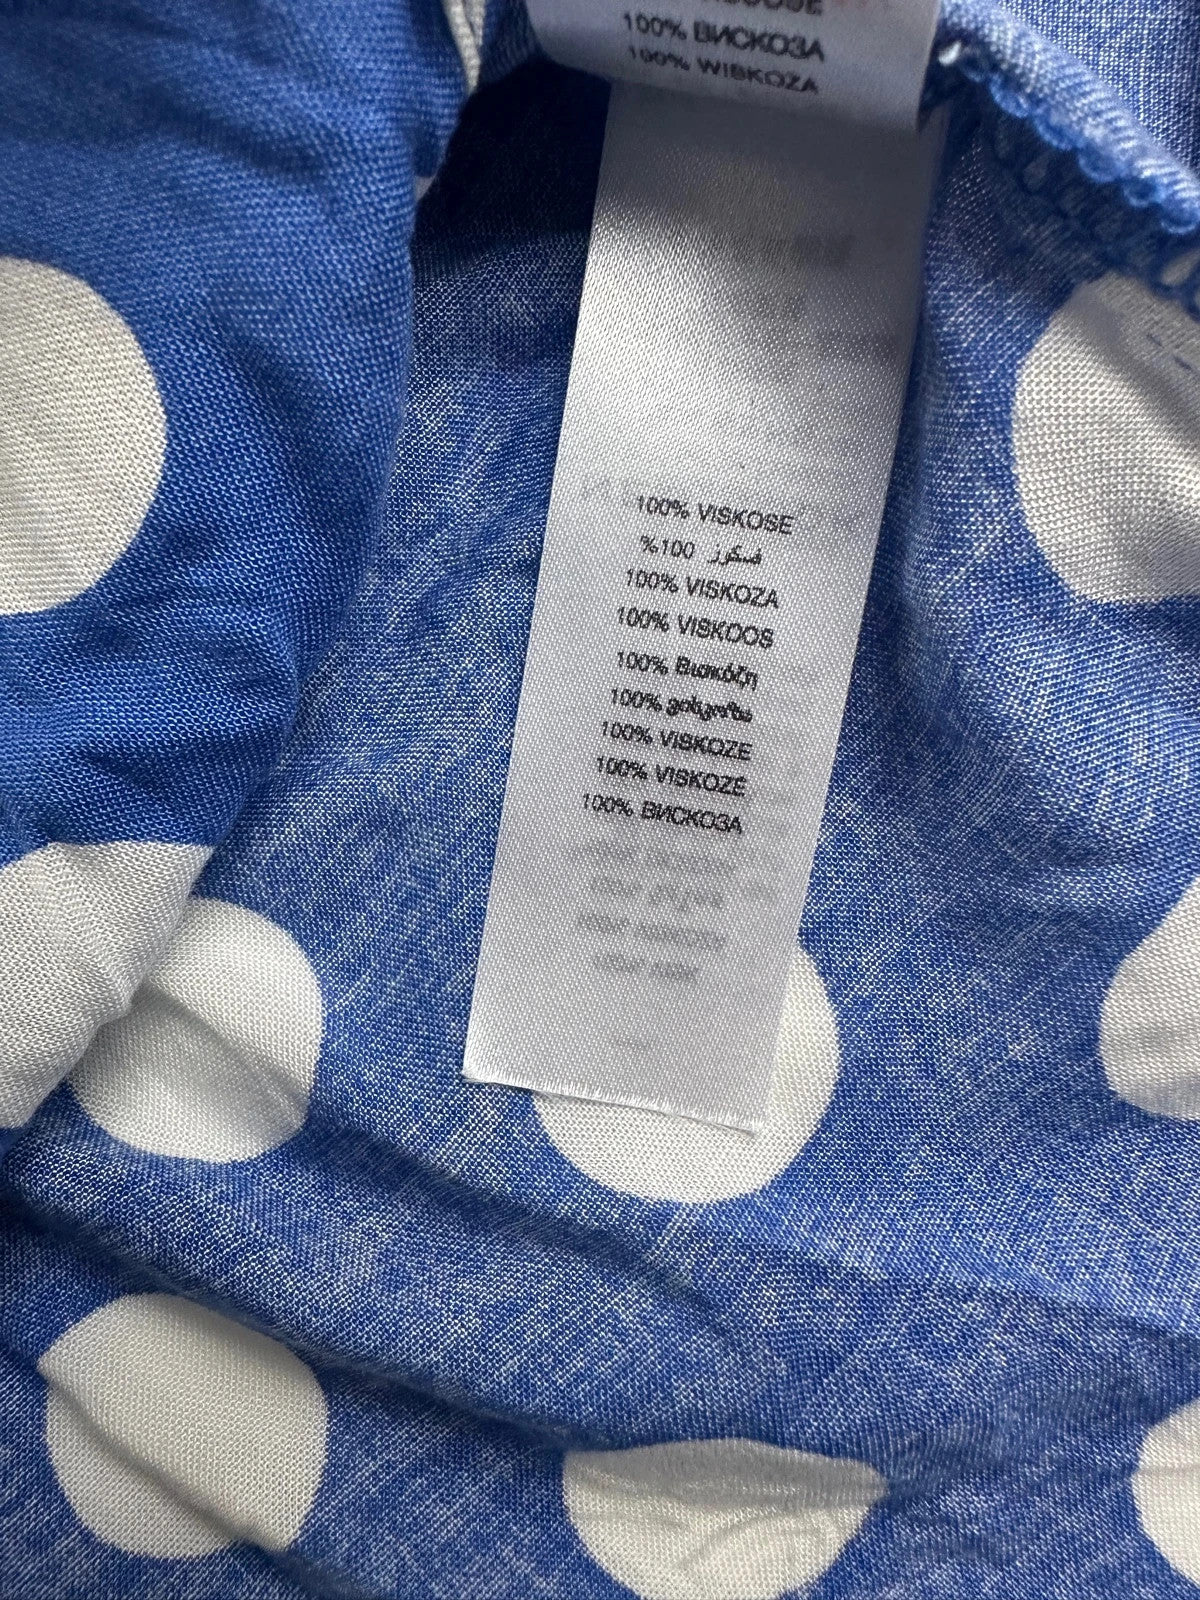 100% ВИСКОЗА
100% WISKOZA
100% VISKOSE
%100 فسكوز
100% VISKOZA
100% VISKOOS
100% Βισκόζη
100% ვისკოზა
100% VISKOZE
100% VISKOZĖ
100% ВИСКОЗА